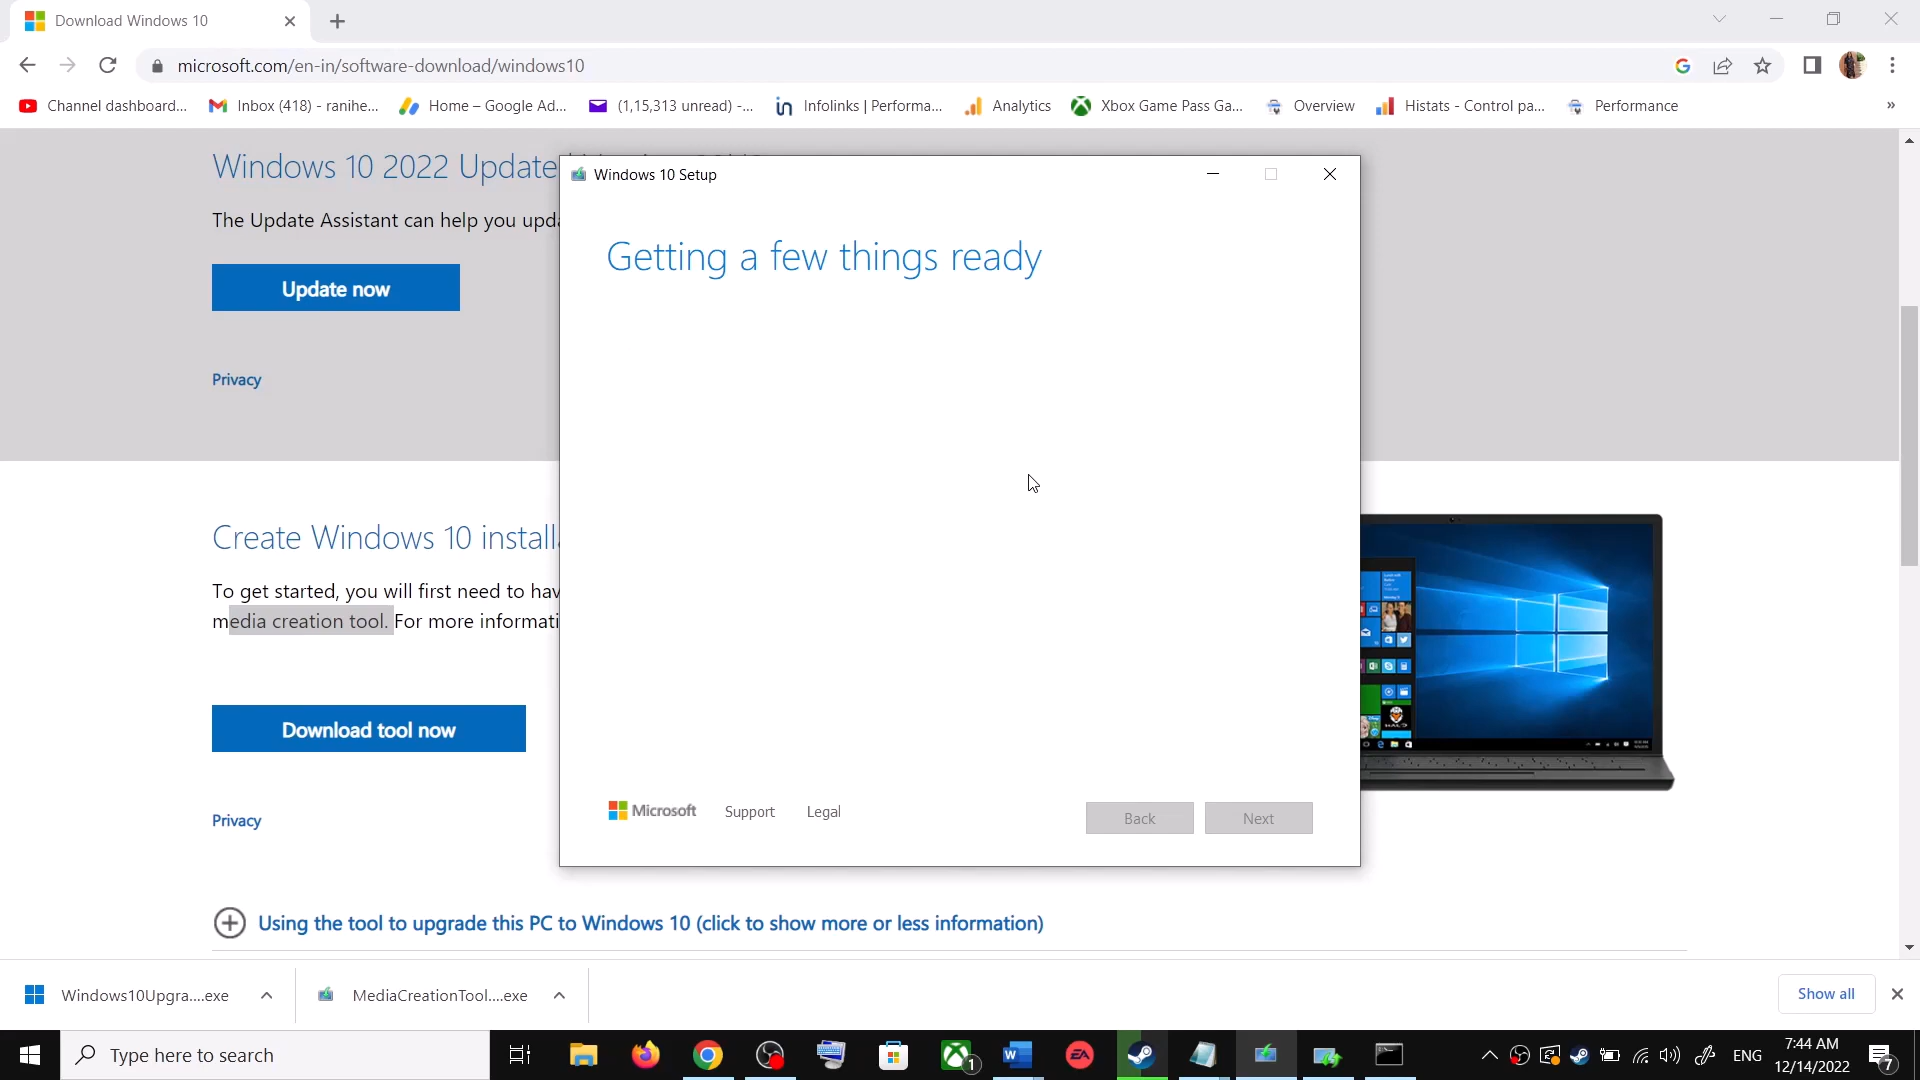 Download Windows 10
microsoft.com/en-in/software-download/windows10
Channel dashboard...
Inbox (418) - ranihe...
Home – Google Ad...
(1,15,313 unread) -...
Infolinks | Performa...
Analytics
Xbox Game Pass Ga...
Overview
Histats - Control pa...
Performance
»
Windows 10 2022 Update
The Update Assistant can help you upda
Update now
Privacy
Windows 10 Setup
Getting a few things ready
Microsoft
Support
Legal
Back
Next
Create Windows 10 installa
To get started, you will first need to hav
media creation tool. For more informati
Download tool now
Privacy
Using the tool to upgrade this PC to Windows 10 (click to show more or less information)
Windows10Upgra....exe
MediaCreationTool....exe
Show all
Type here to search
1
ENG
7:44 AM
12/14/2022
7